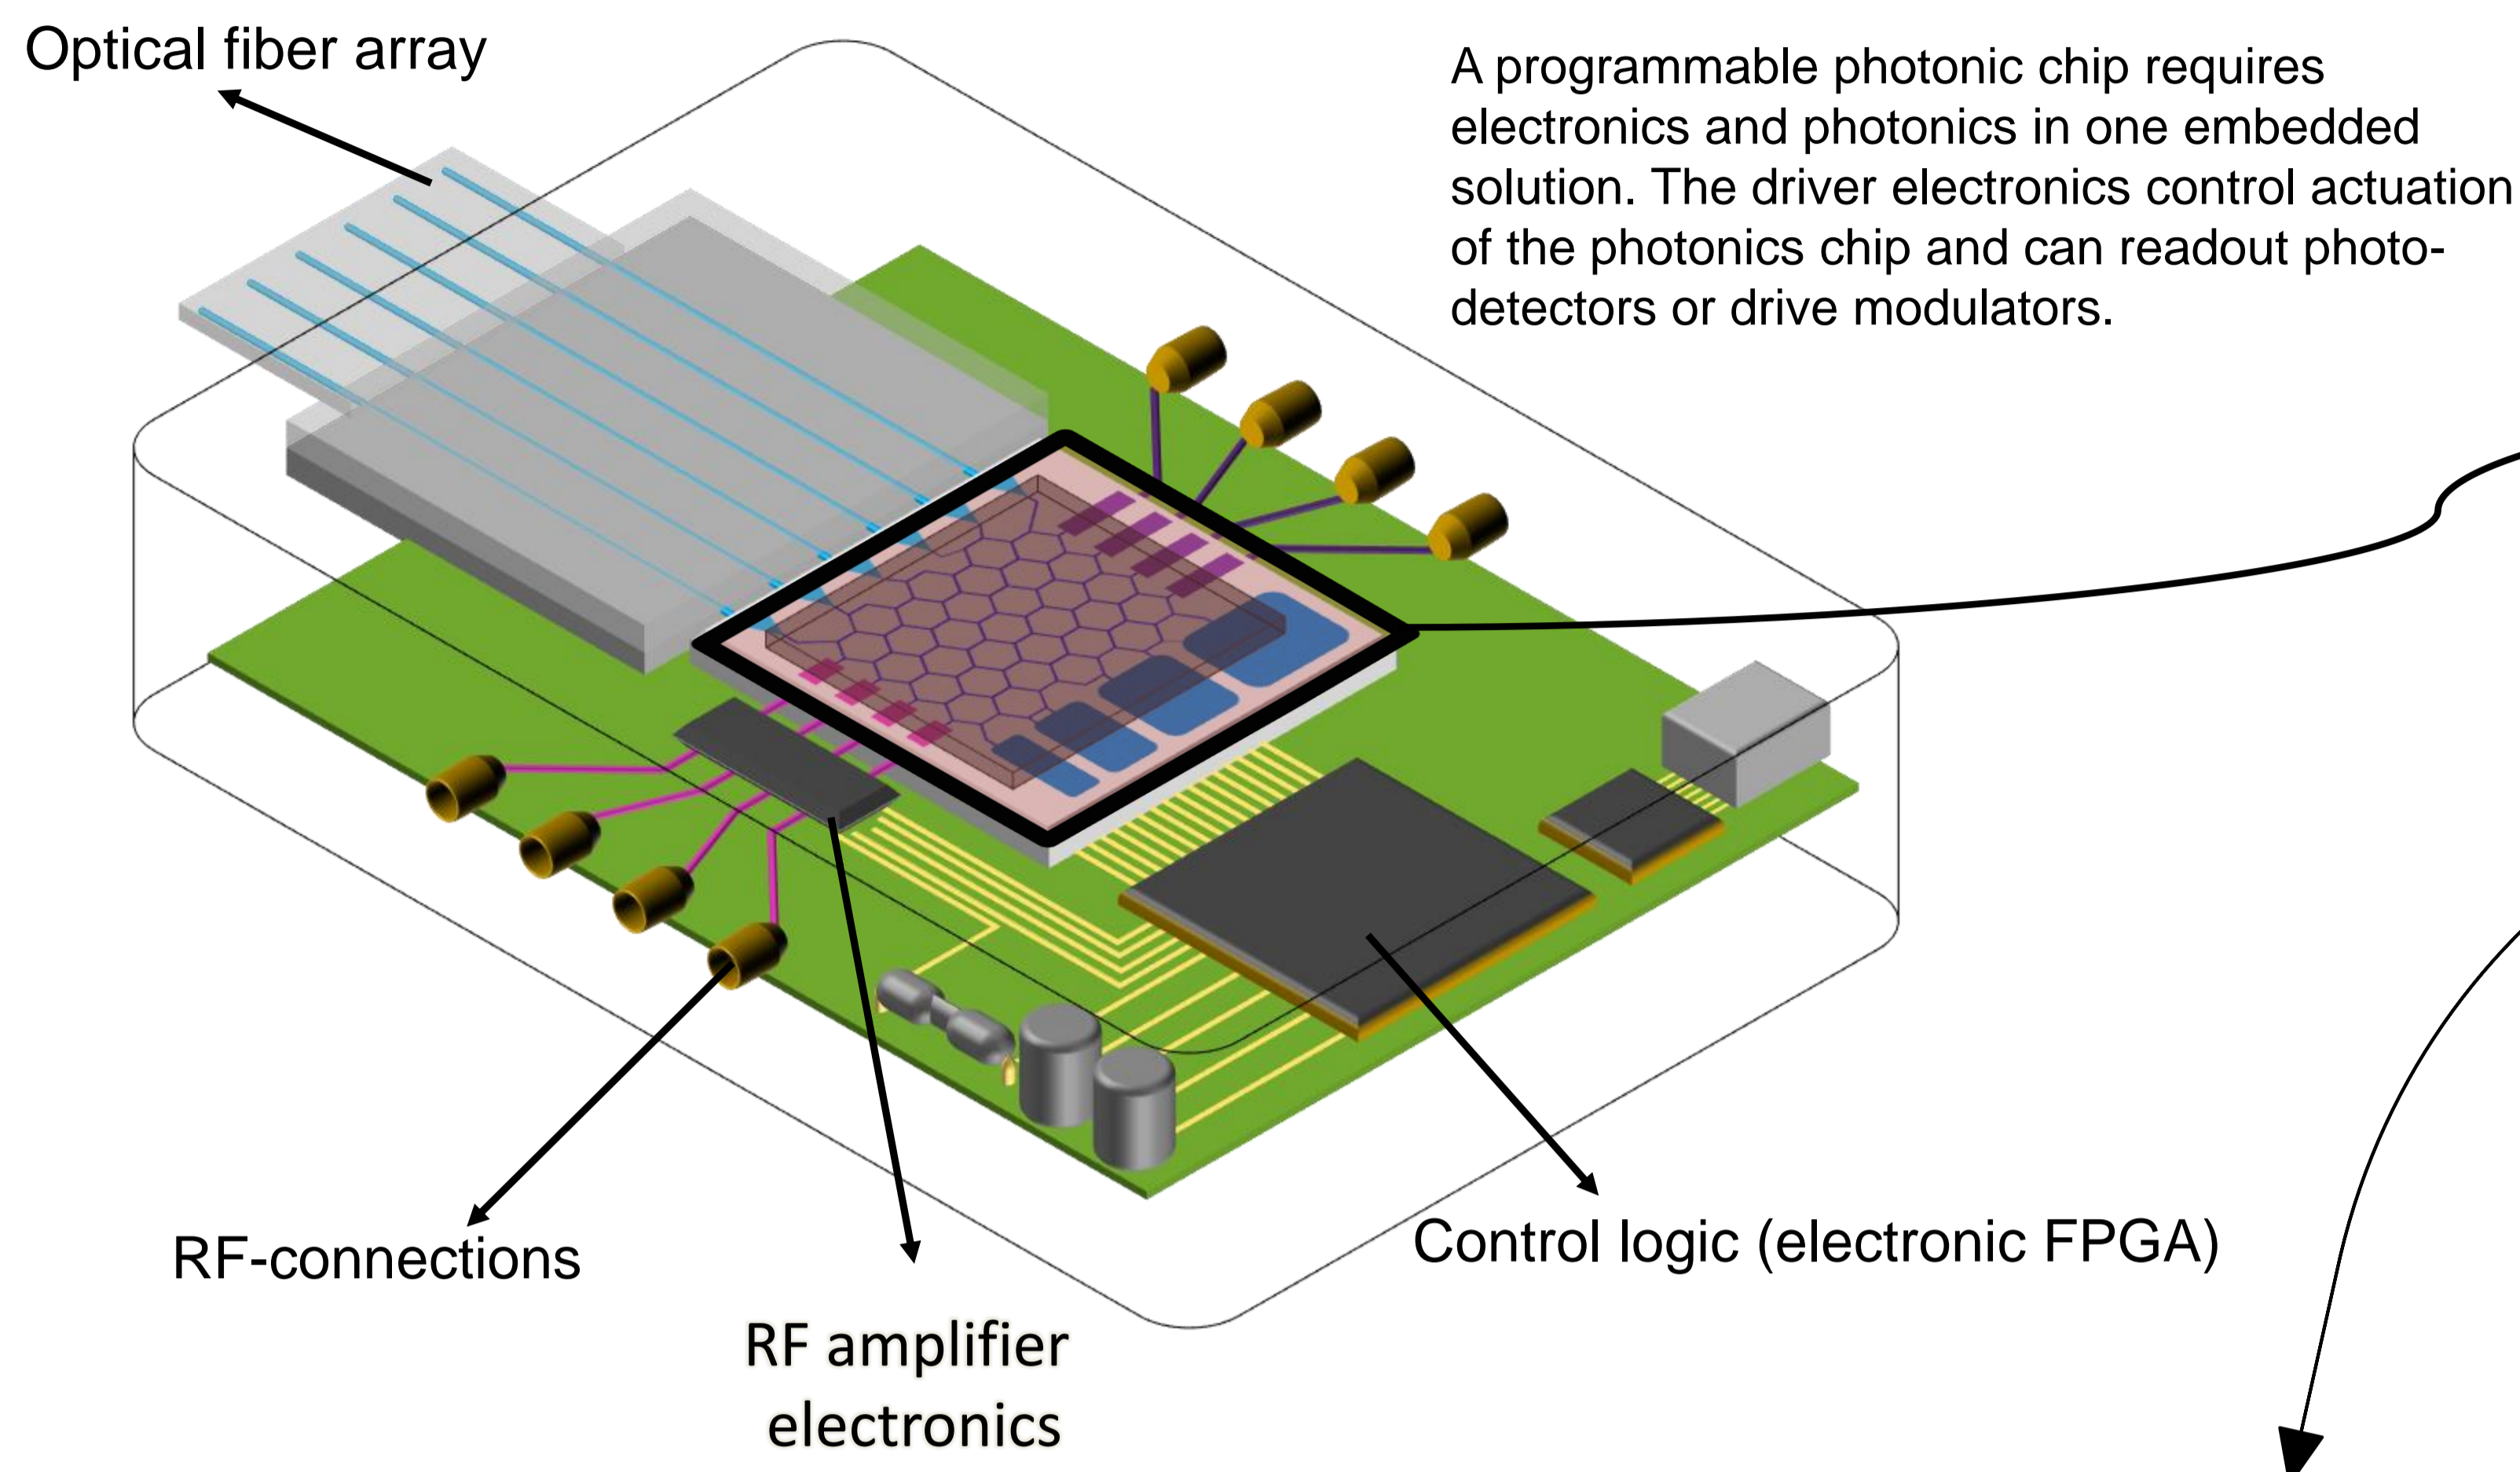 Optical fiber array
A programmable photonic chip requires
electronics and photonics in one embedded
solution. The driver electronics control actuation
of the photonics chip and can readout photo-
detectors or drive modulators.
RF-connections
Control logic (electronic FPGA)
RF amplifier
electronics